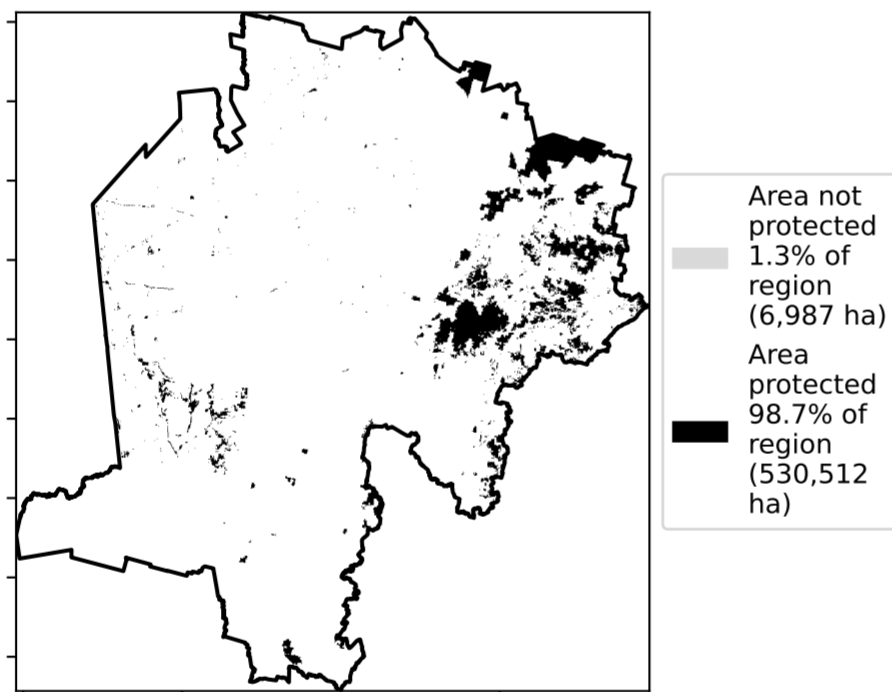 Area not
protected
1.3% of
region
(6,987 ha)
Area
protected
98.7% of
region
(530,512
ha)